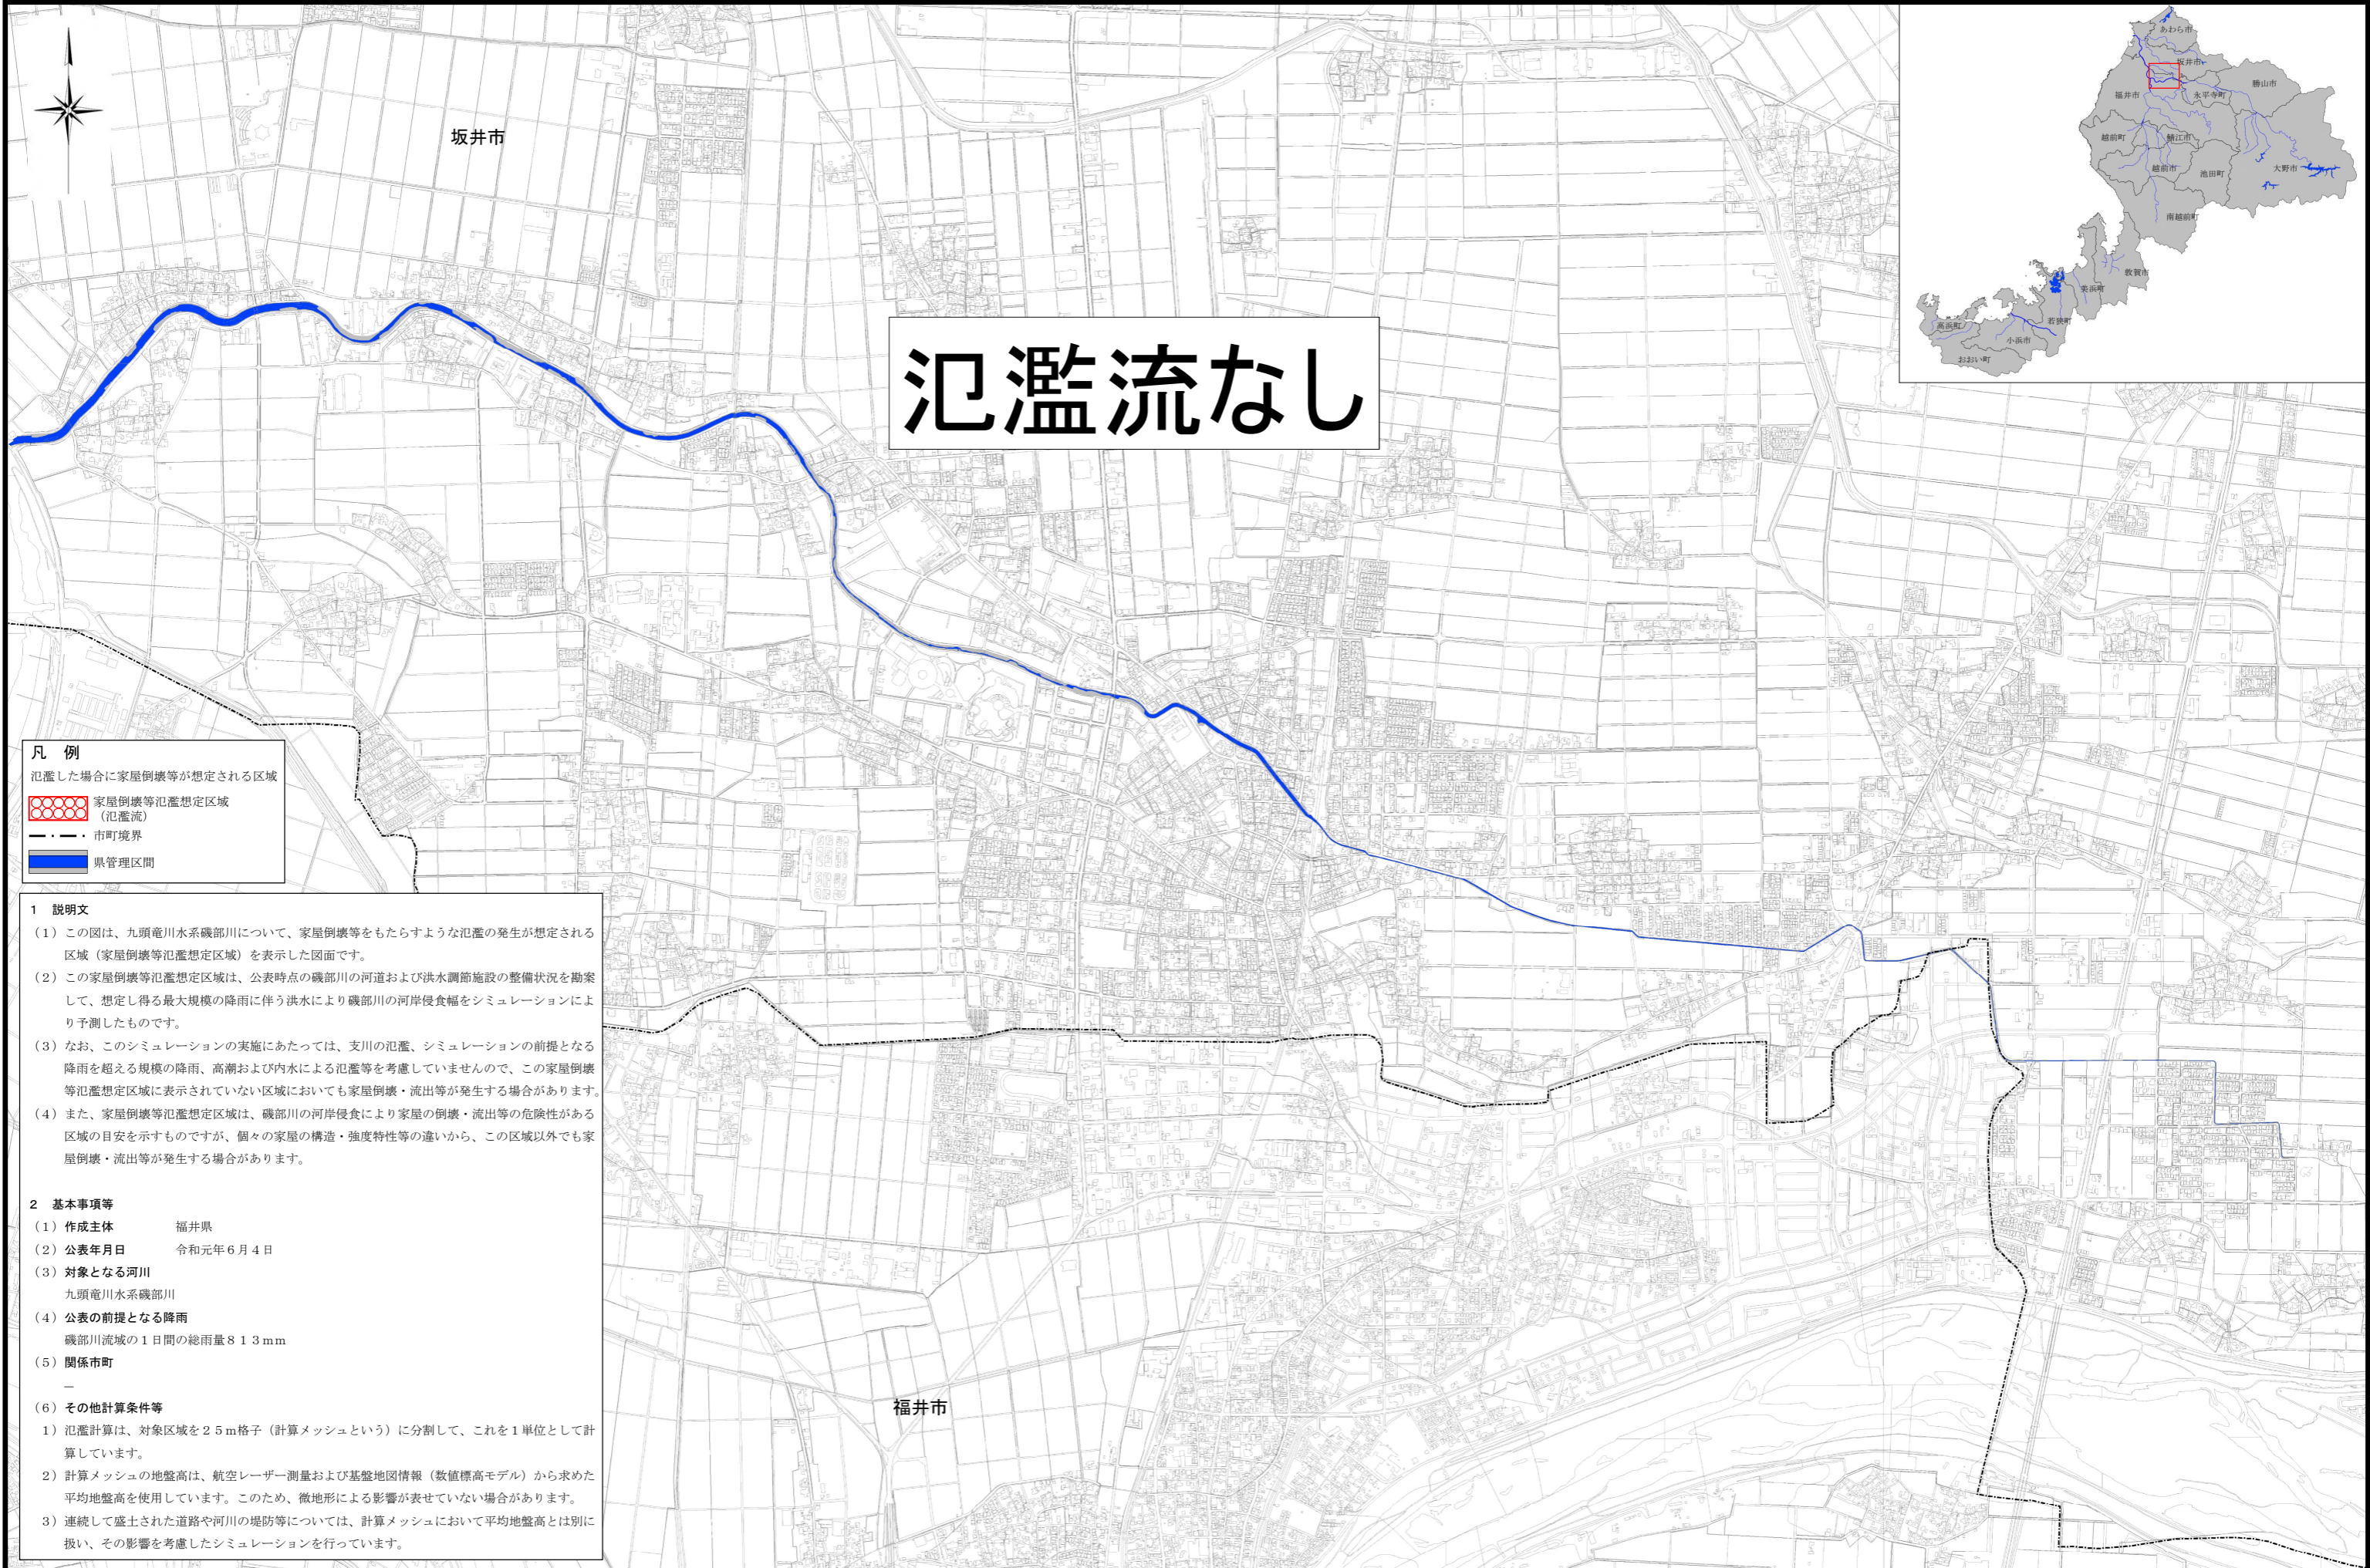 坂井市
氾濫流なし
福井市
あわら市
坂井市
勝山市
福井市
永平寺町
越前町
鯖江市
越前市
池田町
大野市
南越前町
敦賀市
美浜町
若狭町
高浜町
小浜市
おおい町
凡　例
氾濫した場合に家屋倒壊等が想定される区域
家屋倒壊等氾濫想定区域
（氾濫流）
市町境界
県管理区間
1　説明文
（1）この図は、九頭竜川水系磯部川について、家屋倒壊等をもたらすような氾濫の発生が想定される
区域（家屋倒壊等氾濫想定区域）を表示した図面です。
（2）この家屋倒壊等氾濫想定区域は、公表時点の磯部川の河道および洪水調節施設の整備状況を勘案
して、想定し得る最大規模の降雨に伴う洪水により磯部川の河岸侵食幅をシミュレーションによ
り予測したものです。
（3）なお、このシミュレーションの実施にあたっては、支川の氾濫、シミュレーションの前提となる
降雨を超える規模の降雨、高潮および内水による氾濫等を考慮していませんので、この家屋倒壊
等氾濫想定区域に表示されていない区域においても家屋倒壊・流出等が発生する場合があります。
（4）また、家屋倒壊等氾濫想定区域は、磯部川の河岸侵食により家屋の倒壊・流出等の危険性がある
区域の目安を示すものですが、個々の家屋の構造・強度特性等の違いから、この区域以外でも家
屋倒壊・流出等が発生する場合があります。
2　基本事項等
（1）作成主体　福井県
（2）公表年月日　令和元年6月4日
（3）対象となる河川
九頭竜川水系磯部川
（4）公表の前提となる降雨
磯部川流域の1日間の総雨量813mm
（5）関係市町
－
（6）その他計算条件等
1）氾濫計算は、対象区域を25m格子（計算メッシュという）に分割して、これを1単位として計
算しています。
2）計算メッシュの地盤高は、航空レーザー測量および基盤地図情報（数値標高モデル）から求めた
平均地盤高を使用しています。このため、微地形による影響が表せていない場合があります。
3）連続して盛土された道路や河川の堤防等については、計算メッシュにおいて平均地盤高とは別に
扱い、その影響を考慮したシミュレーションを行っています。